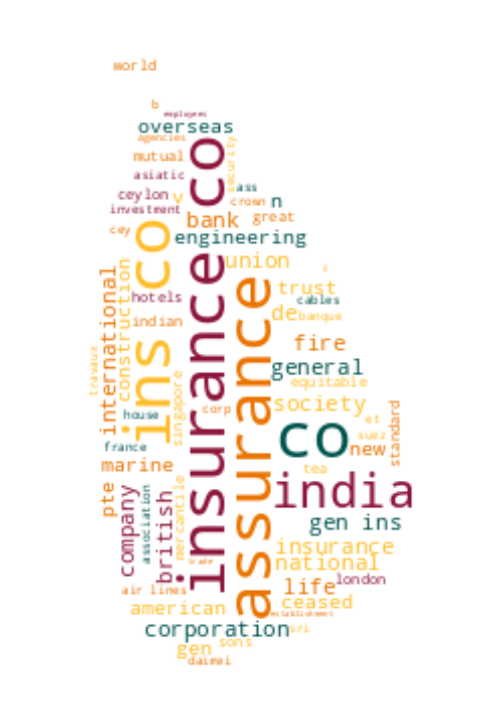 world
b
employees
overseas
agencies
mutual
security
asiatic
ass
ceylon
v
crown
n
investment
bank
great
cey
engineering
insurance co
ins co
union
international
construction
trust
hotels
cables
de
banque
indian
assurance
fire
travaux
general
equitable
singapore
corp
society
house
et
standard
co
suez
france
new
marine
tea
pte
india
company
association
british
mercantile
gen ins
insurance
trade
national
london
air lines
life
american
ceased
establishment
corporation
sri
sons
gen
daimei